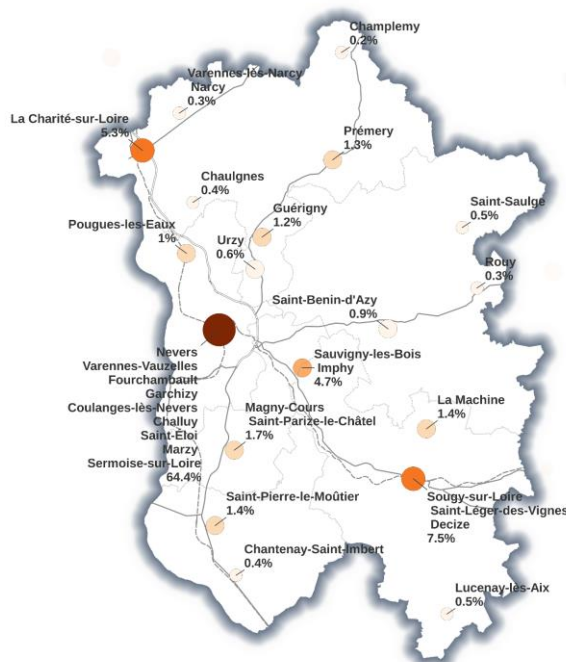 Champlemy
0.2%
Varennes-lès-Narcy
Narcy
0.3%
La Charité-sur-Loire
5.3%
Prémery
1.3%
Chaulgnes
0.4%
Saint-Saulge
0.5%
Guérigny
1.2%
Pougues-les-Eaux
1%
Urzy
0.6%
Rouy
0.3%
Saint-Benin-d'Azy
0.9%
Nevers
Varennes-Vauzelles
Fourchambault
Garchizy
Coulanges-lès-Nevers
Challuy
Saint-Éloi
Marzy
Sermoise-sur-Loire
64.4%
Sauvigny-les-Bois
Imphy
4.7%
La Machine
1.4%
Magny-Cours
Saint-Parize-le-Châtel
1.7%
Sougy-sur-Loire
Saint-Léger-des-Vignes
Decize
7.5%
Saint-Pierre-le-Moûtier
1.4%
Chantenay-Saint-Imbert
0.4%
Lucenay-lès-Aix
0.5%